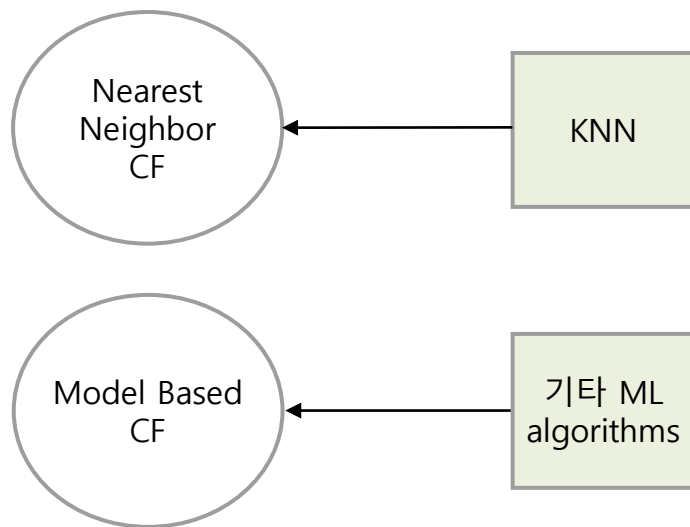 Nearest
Neighbor
CF
KNN
Model Based
CF
기타 ML
algorithms